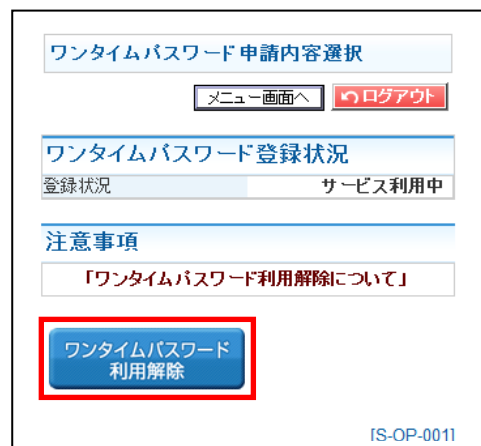 ワンタイムパスワード申請内容選択
メニュー画面へ ログアウト
ワンタイムパスワード登録状況
登録状況 サービス利用中
注意事項
「ワンタイムパスワード利用解除について」
ワンタイムパスワード
利用解除
[S-OP-001]